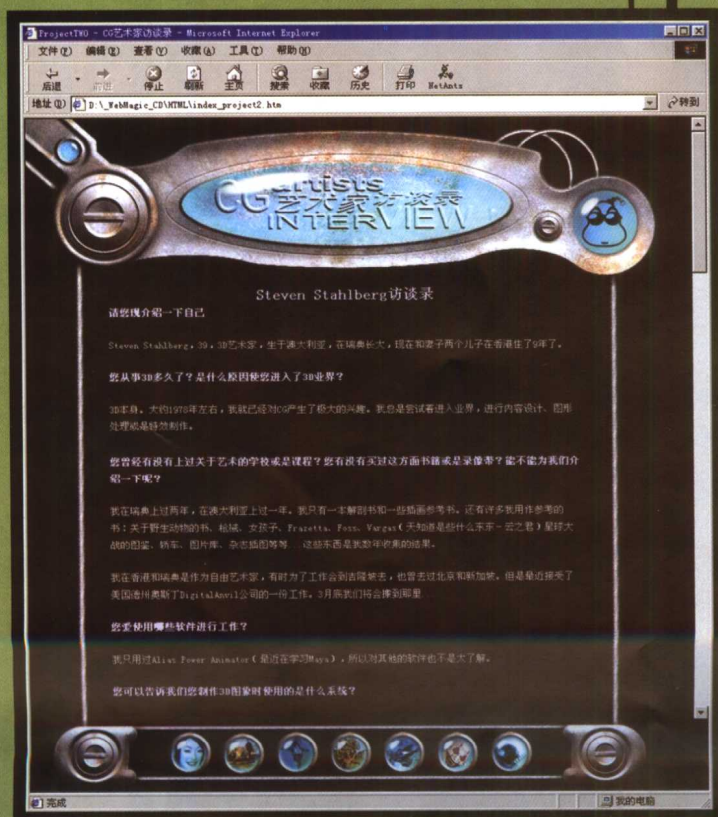 ProjectTWO - CG艺术家访谈录 - Microsoft Internet Explorer
文件(F) 编辑(E) 查看(V) 收藏(A) 工具(T) 帮助(H)
后退 前进 停止 刷新 主页 搜索 收藏 历史 打印 NetAnts
地址(D) D:\_WebMagic_CD\HTML\index_project2.htm 转到
CG artists
艺术家访谈录
INTERVIEW
Steven Stahlberg访谈录
请您现介绍一下自己
Steven Stahlberg，39，3D艺术家，生于澳大利亚，在瑞典长大，现在和妻子两个儿子在香港住了9年了。
您从事3D多久了？是什么原因使您进入了3D业界？
3D本身。大约1978年左右，我就已经对CG产生了极大的兴趣。我总是尝试着进入业界，进行内容设计、图形
处理或是特效制作。
您曾经有没有上过关于艺术的学校或是课程？您有没有买过这方面书籍或是录像带？能不能为我们介
绍一下呢？
我在瑞典上过两年，在澳大利亚上过一年。我只有一本解剖书和一些插画参考书。还有许多我用作参考的
书：关于野生动物的书、枪械、女孩子、Frazetta、Foss、Vargas（天知道是些什么东东－云之君）星球大
战的图鉴、轿车、图片库、杂志插图等等...这些东西是我数年收集的结果。
我在香港和瑞典是作为自由艺术家，有时为了工作会到吉隆坡去，也曾去过北京和新加坡。但是最近接受了
美国德州奥斯丁DigitalAnvil公司的一份工作。3月底我们将会搬到那里.
您爱使用哪些软件进行工作？
我只用过Alias Power Animator（最近在学习Maya），所以对其他的软件也不是太了解。
您可以告诉我们您制作3D图象时使用的是什么系统？
完成 我的电脑